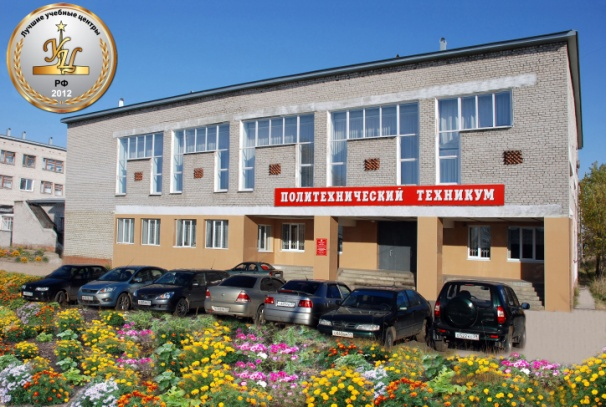 Лучшие учебные центры
УЦ
РФ
2012
ПОЛИТЕХНИЧЕСКИЙ ТЕХНИКУМ